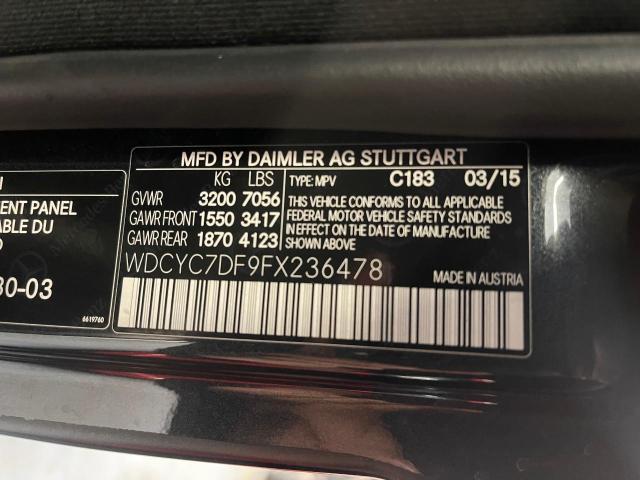 MFD BY DAIMLER AG STUTTGART
KG LBS
GVWR 3200 7056
GAWR FRONT 1550 3417
GAWR REAR 1870 4123
TYPE: MPV C183 03/15
MADE IN AUSTRIA
THIS VEHICLE CONFORMS TO ALL APPLICABLE
FEDERAL MOTOR VEHICLE SAFETY STANDARDS
IN EFFECT ON THE DATE OF MANUFACTURE
SHOWN ABOVE
WDCYC7DF9FX236478
ENT PANEL
ABLE DU
30-03
6619760